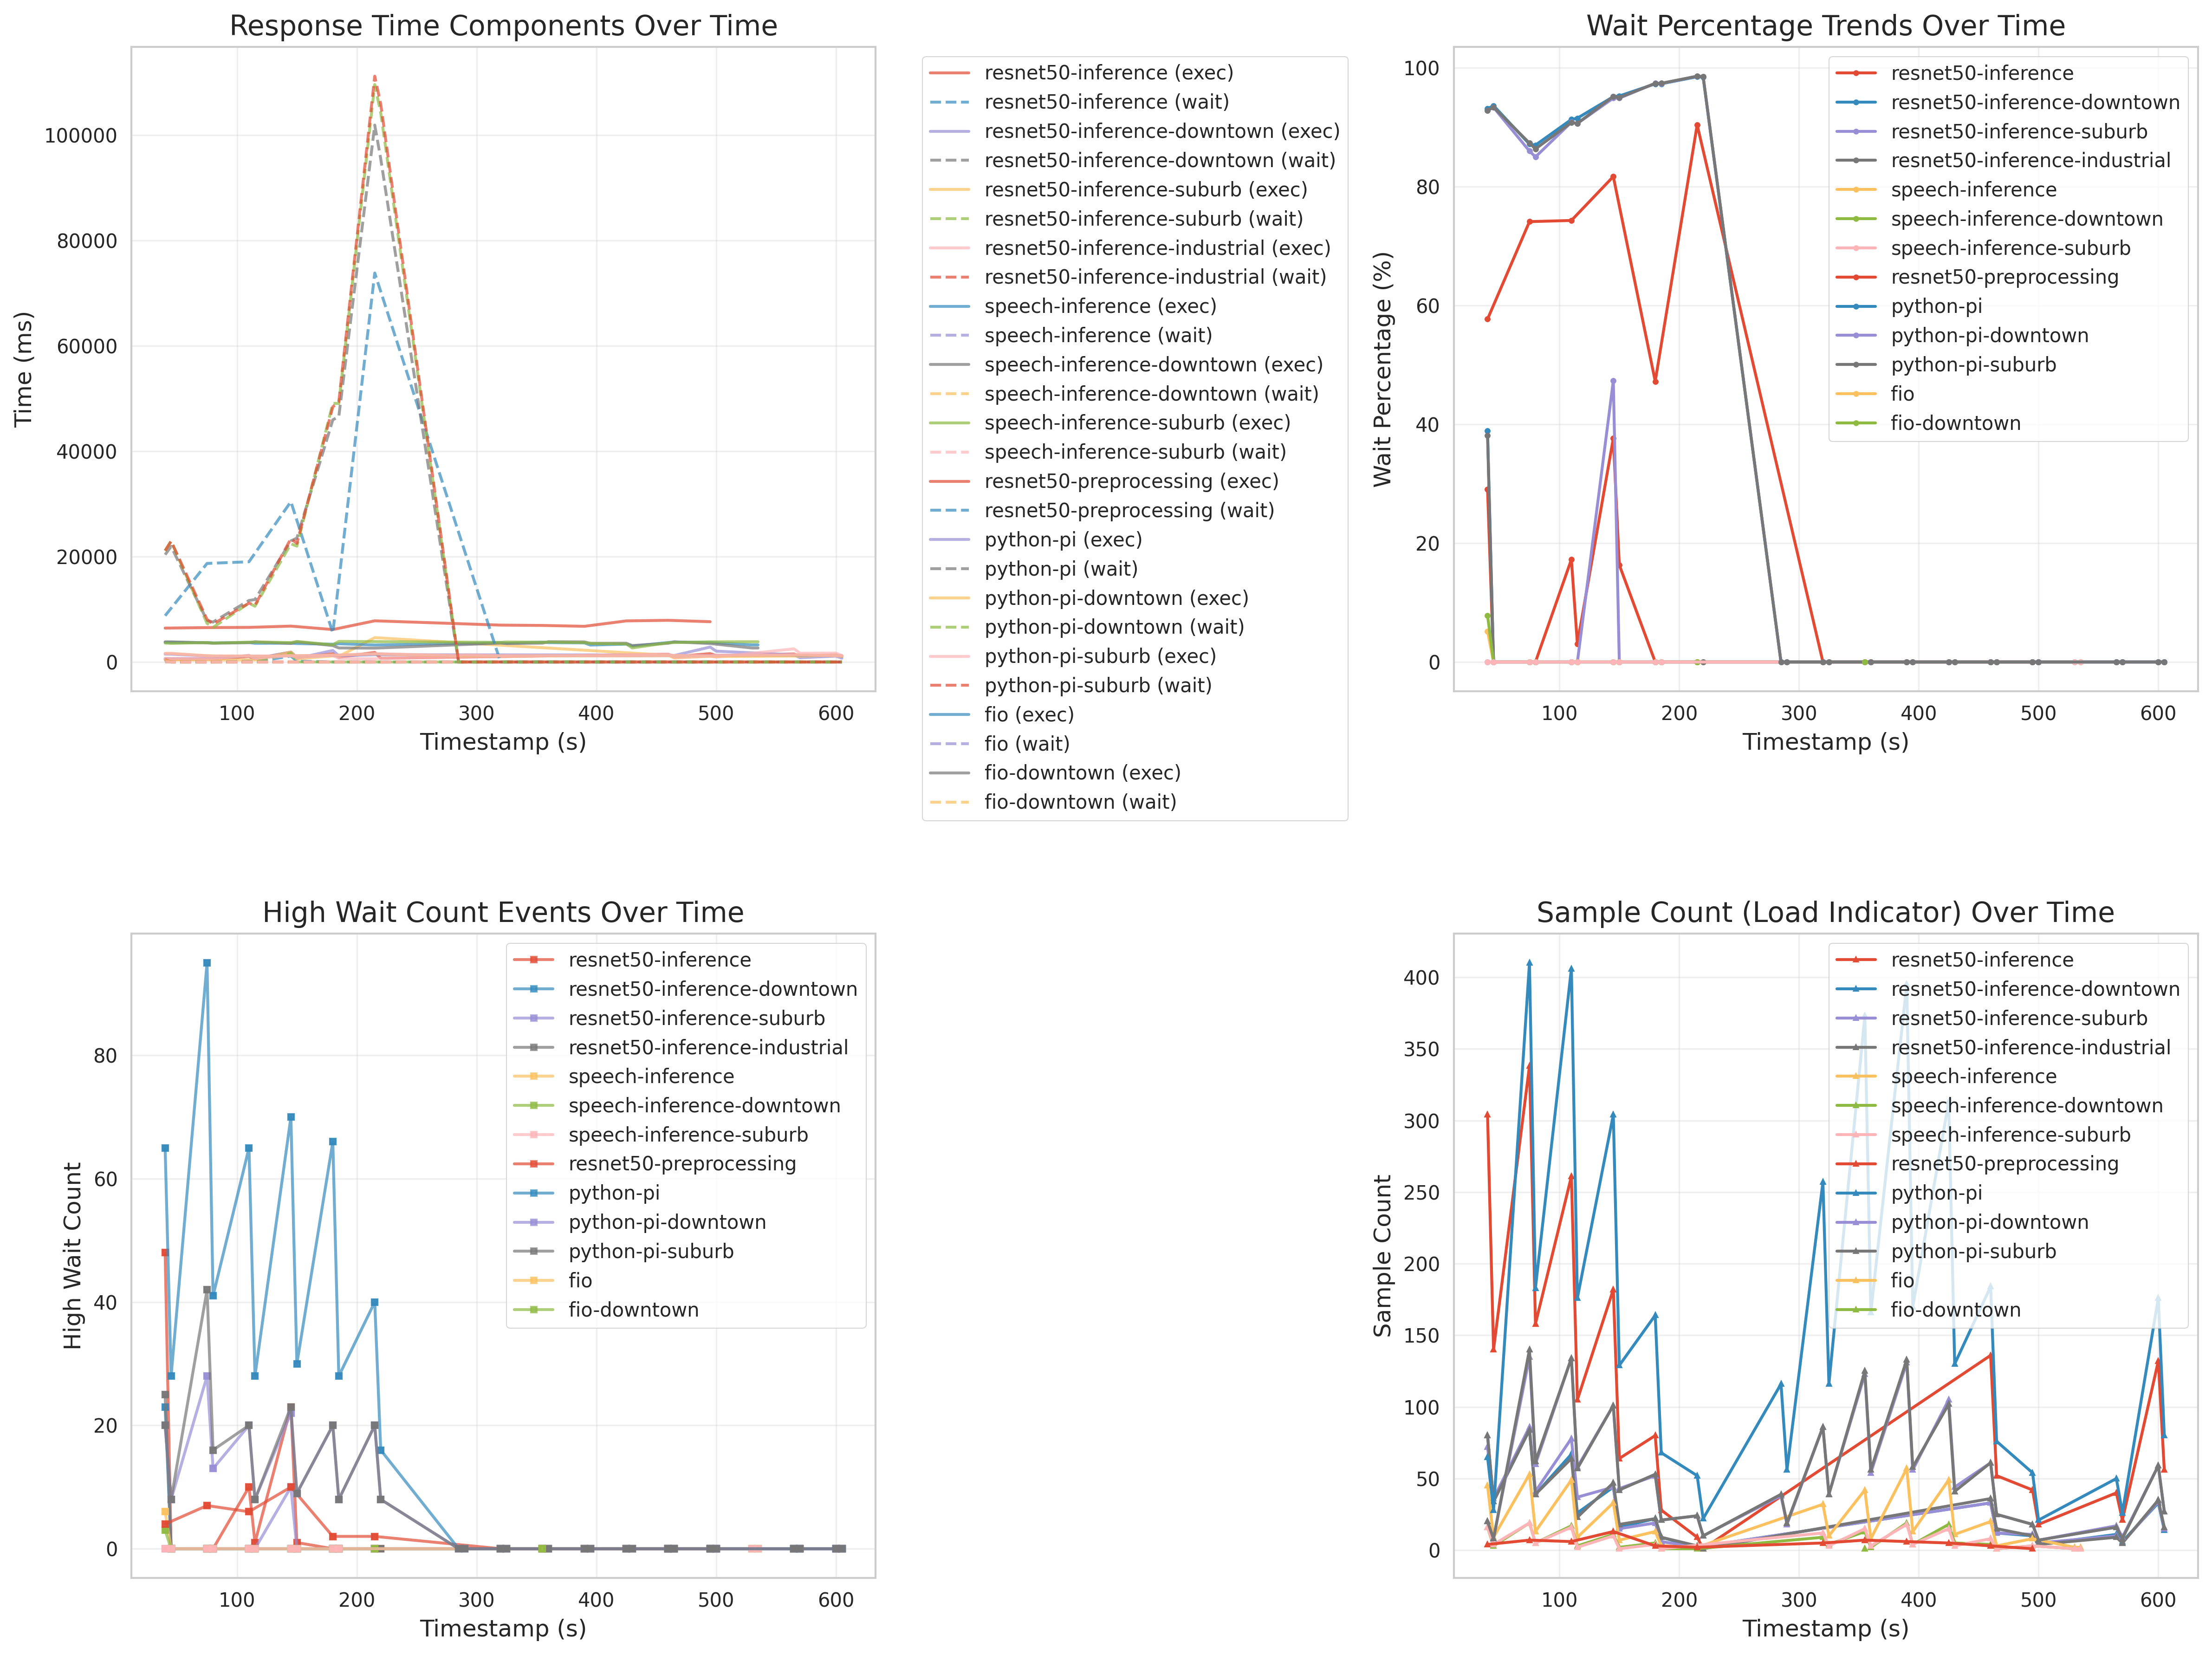 Response Time Components Over Time
Time (ms)
100000
80000
60000
40000
20000
0
100
200
300
400
500
600
Timestamp (s)
resnet50-inference (exec)
resnet50-inference (wait)
resnet50-inference-downtown (exec)
resnet50-inference-downtown (wait)
resnet50-inference-suburb (exec)
resnet50-inference-suburb (wait)
resnet50-inference-industrial (exec)
resnet50-inference-industrial (wait)
speech-inference (exec)
speech-inference (wait)
speech-inference-downtown (exec)
speech-inference-downtown (wait)
speech-inference-suburb (exec)
speech-inference-suburb (wait)
resnet50-preprocessing (exec)
resnet50-preprocessing (wait)
python-pi (exec)
python-pi (wait)
python-pi-downtown (exec)
python-pi-downtown (wait)
python-pi-suburb (exec)
python-pi-suburb (wait)
fio (exec)
fio (wait)
fio-downtown (exec)
fio-downtown (wait)
Wait Percentage Trends Over Time
Wait Percentage (%)
100
80
60
40
20
0
100
200
300
400
500
600
Timestamp (s)
resnet50-inference
resnet50-inference-downtown
resnet50-inference-suburb
resnet50-inference-industrial
speech-inference
speech-inference-downtown
speech-inference-suburb
resnet50-preprocessing
python-pi
python-pi-downtown
python-pi-suburb
fio
fio-downtown
High Wait Count Events Over Time
High Wait Count
80
60
40
20
0
100
200
300
400
500
600
Timestamp (s)
resnet50-inference
resnet50-inference-downtown
resnet50-inference-suburb
resnet50-inference-industrial
speech-inference
speech-inference-downtown
speech-inference-suburb
resnet50-preprocessing
python-pi
python-pi-downtown
python-pi-suburb
fio
fio-downtown
Sample Count (Load Indicator) Over Time
Sample Count
400
350
300
250
200
150
100
50
0
100
200
300
400
500
600
Timestamp (s)
resnet50-inference
resnet50-inference-downtown
resnet50-inference-suburb
resnet50-inference-industrial
speech-inference
speech-inference-downtown
speech-inference-suburb
resnet50-preprocessing
python-pi
python-pi-downtown
python-pi-suburb
fio
fio-downtown